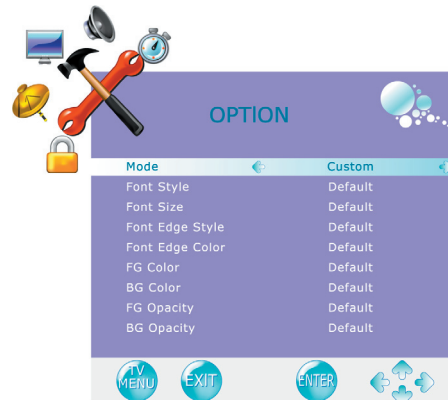 OPTION
Mode Custom
Font Style Default
Font Size Default
Font Edge Style Default
Font Edge Color Default
FG Color Default
BG Color Default
FG Opacity Default
BG Opacity Default
TV
MENU EXIT ENTER